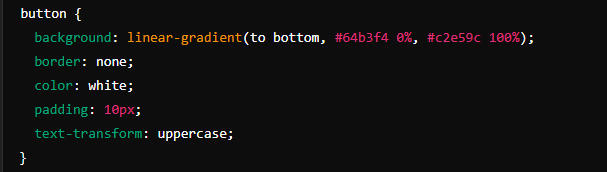 button {
background: linear-gradient(to bottom, #64b3f4 0%, #c2e59c 100%);
border: none;
color: white;
padding: 10px;
text-transform: uppercase;
}